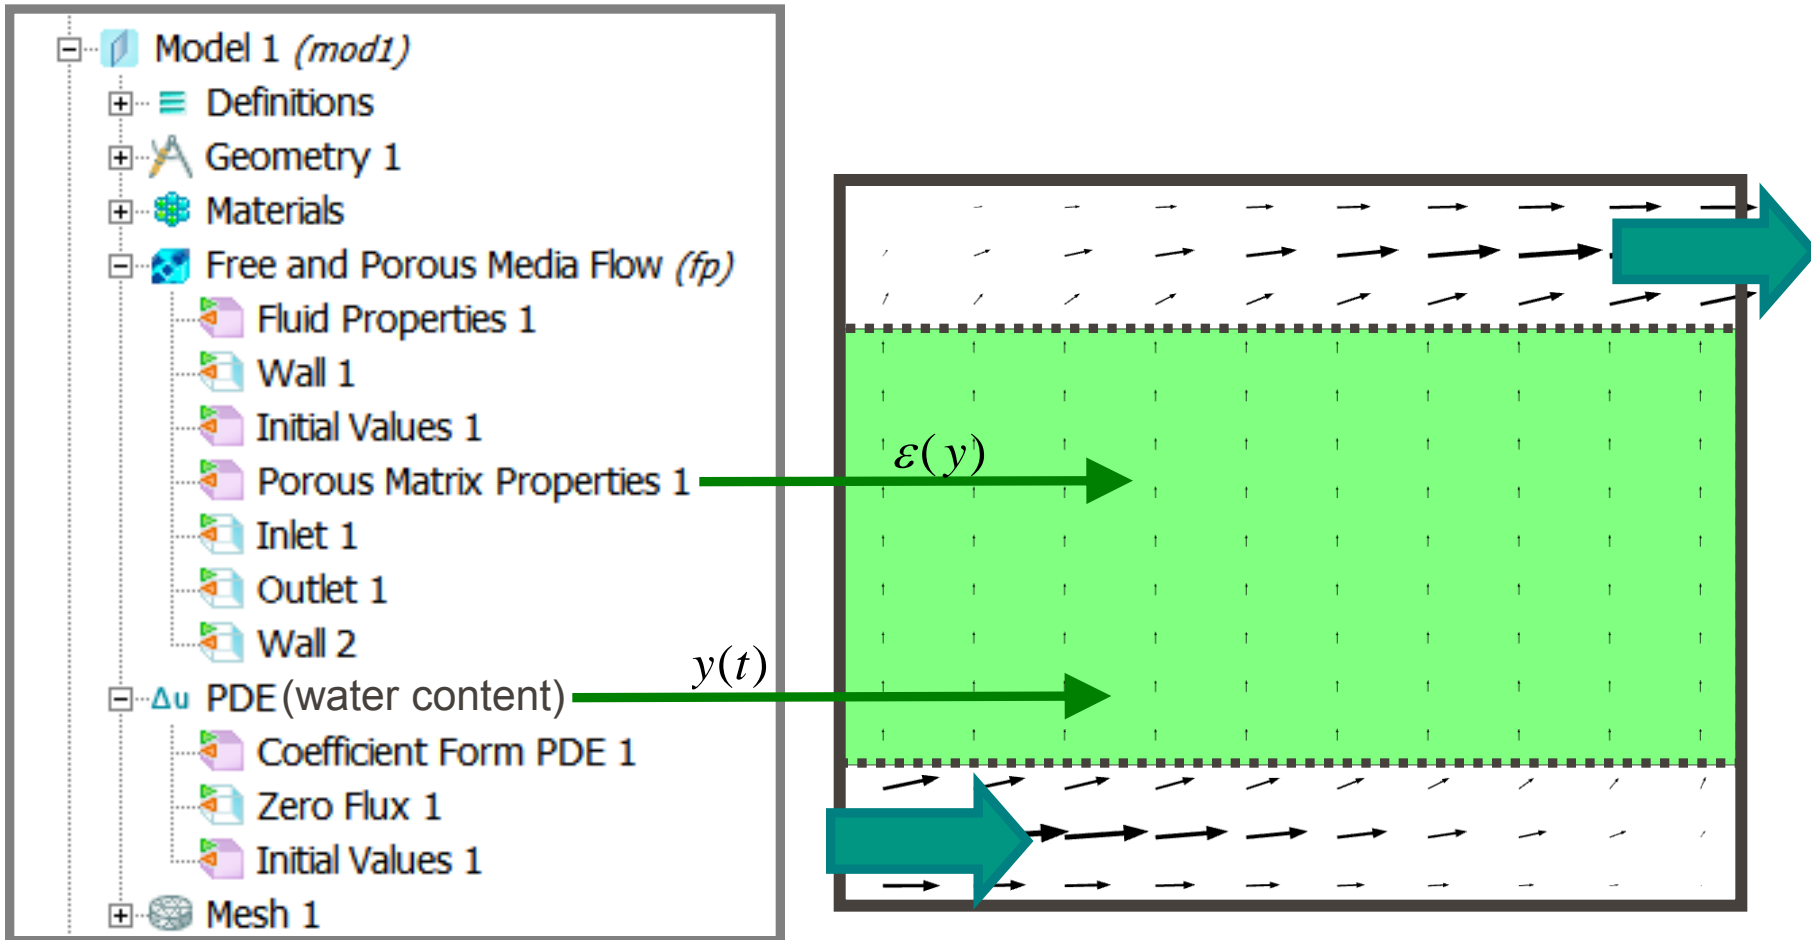 Model 1 (mod1)
Definitions
Geometry 1
Materials
Free and Porous Media Flow (fp)
Fluid Properties 1
Wall 1
Initial Values 1
Porous Matrix Properties 1
Inlet 1
Outlet 1
Wall 2
Δu PDE (water content)
Coefficient Form PDE 1
Zero Flux 1
Initial Values 1
Mesh 1
ε(y)
y(t)